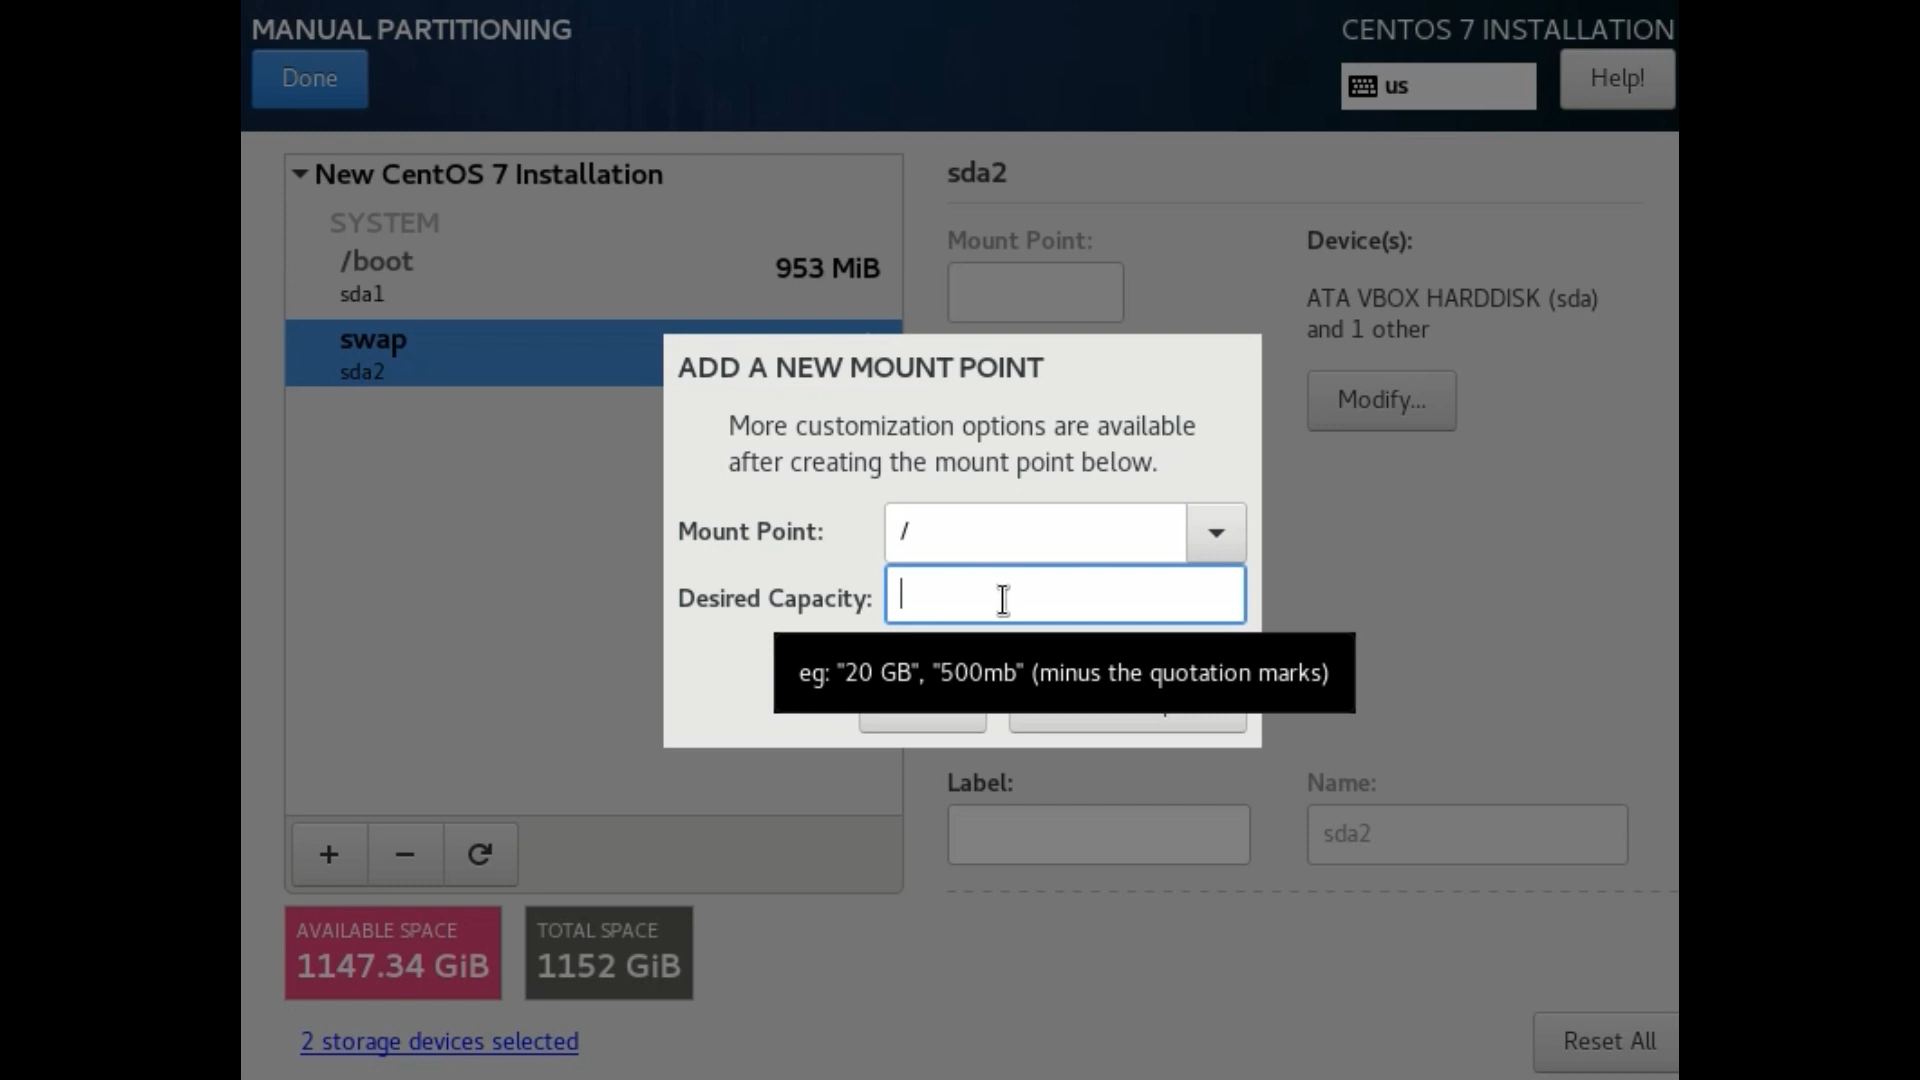 MANUAL PARTITIONING
CENTOS 7 INSTALLATION
Done
us
Help!
New CentOS 7 Installation
SYSTEM
/boot
953 MiB
sda1
swap
sda2
sda2
Mount Point:
Device(s):
ATA VBOX HARDDISK (sda)
and 1 other
Modify...
ADD A NEW MOUNT POINT
More customization options are available
after creating the mount point below.
Mount Point:
/
Desired Capacity:
eg: "20 GB", "500mb" (minus the quotation marks)
Label:
Name:
sda2
+
−
AVAILABLE SPACE
1147.34 GiB
TOTAL SPACE
1152 GiB
2 storage devices selected
Reset All